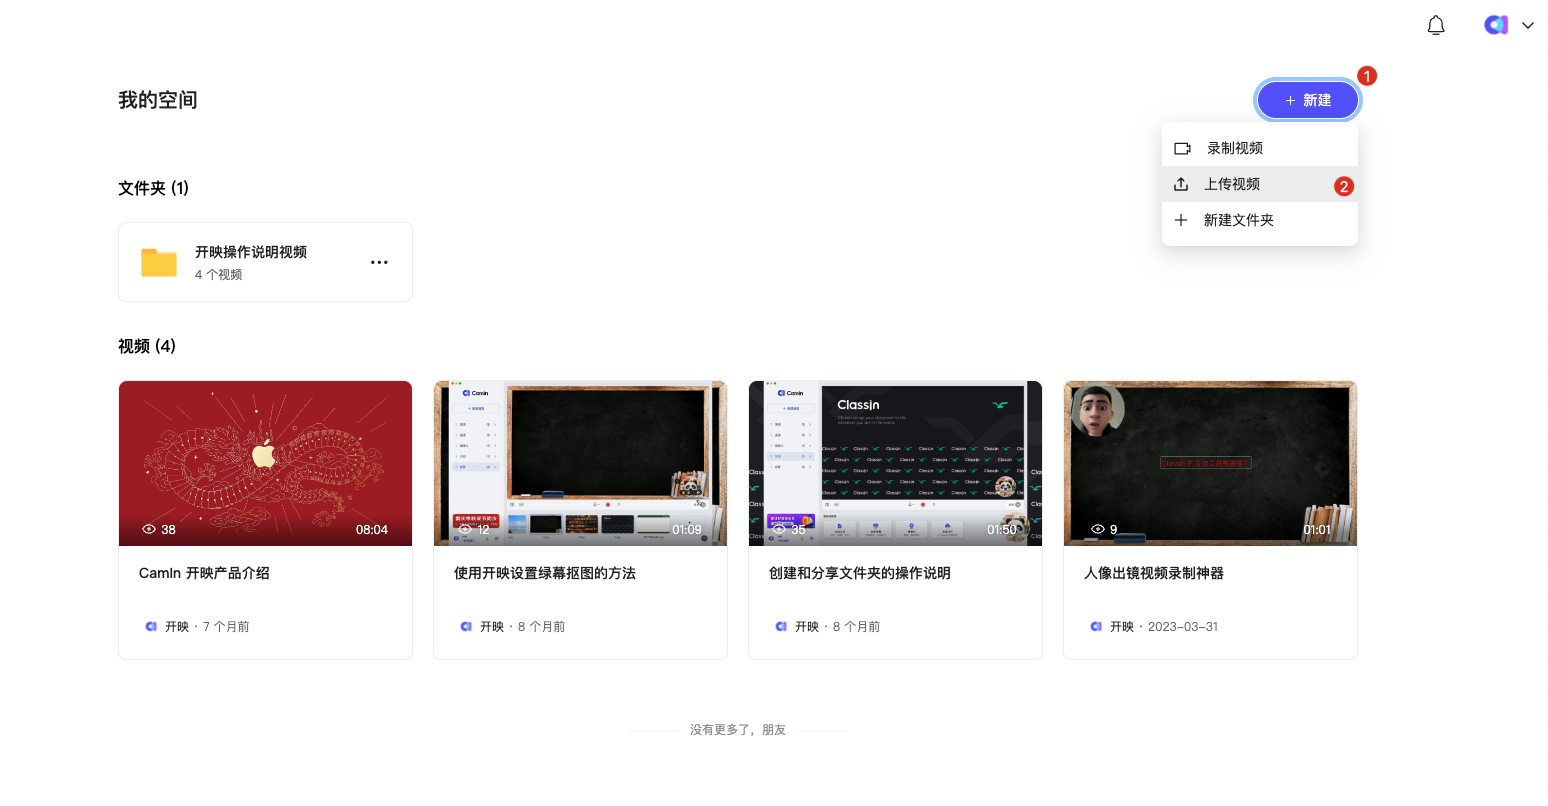 我的空间
1
+ 新建
录制视频
上传视频
2
新建文件夹
文件夹 (1)
开映操作说明视频
4 个视频
视频 (4)
38
08:04
CamIn 开映产品介绍
开映 · 7 个月前
CamIn
12
01:09
使用开映设置绿幕抠图的方法
开映 · 8 个月前
CamIn
ClassIn
35
01:50
创建和分享文件夹的操作说明
开映 · 8 个月前
9
01:01
人像出镜视频录制神器
开映 · 2023-03-31
没有更多了，朋友